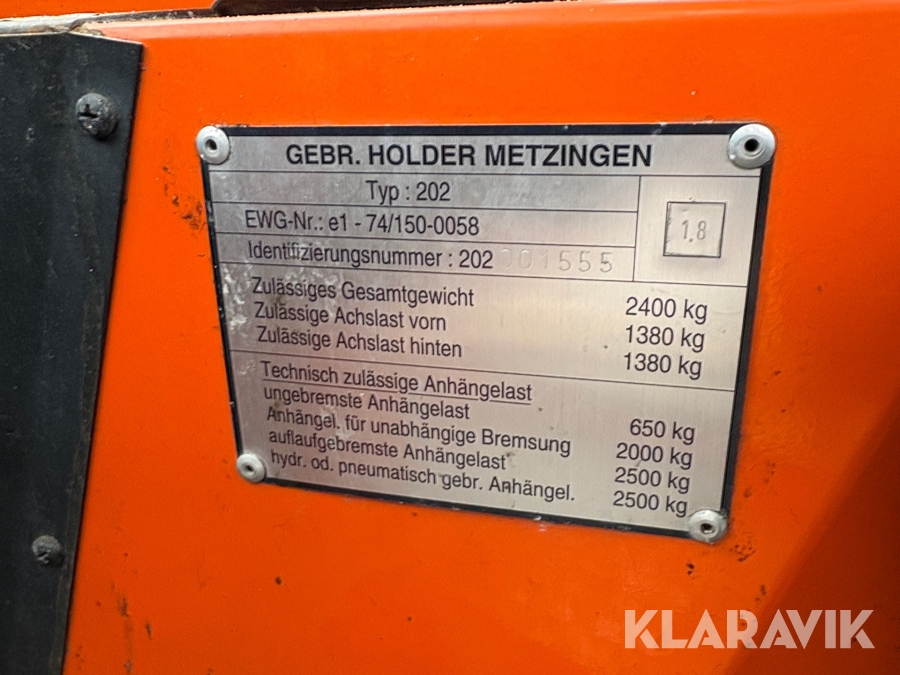 GEBR. HOLDER METZINGEN
Typ : 202
EWG-Nr.: e1 - 74/150-0058
Identifizierungsnummer : 202 001555
1.8
Zulässiges Gesamtgewicht 2400 kg
Zulässige Achslast vorn 1380 kg
Zulässige Achslast hinten 1380 kg
Technisch zulässige Anhängelast
ungebremste Anhängelast 650 kg
Anhängel. für unabhängige Bremsung 2000 kg
auflaufgebremste Anhängelast 2500 kg
hydr. od. pneumatisch gebr. Anhängel. 2500 kg
KLARAVIK